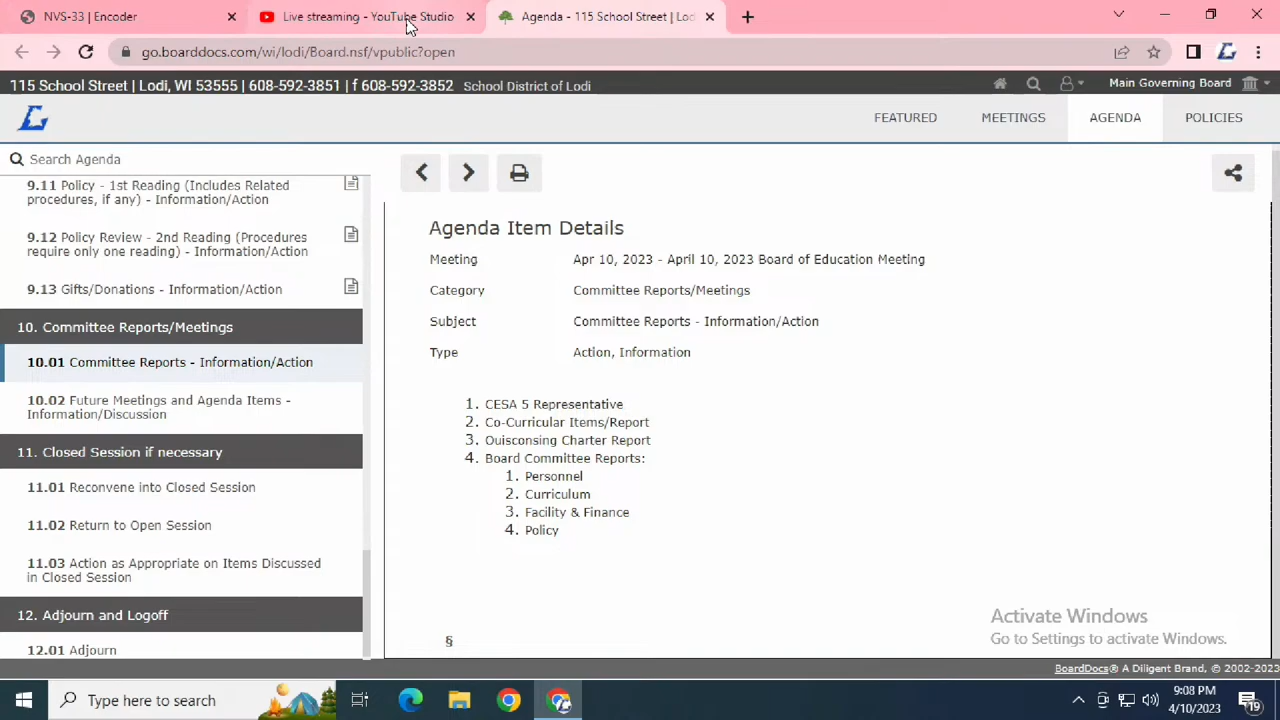 NVS-33 | Encoder
Live streaming - YouTube Studio
Agenda - 115 School Street | Lodi
go.boarddocs.com/wi/lodi/Board.nsf/vpublic?open
115 School Street | Lodi, WI 53555 | 608-592-3851 | f 608-592-3852 School District of Lodi
Main Governing Board
FEATURED MEETINGS AGENDA POLICIES
Search Agenda
9.11 Policy - 1st Reading (Includes Related
procedures, if any) - Information/Action
9.12 Policy Review - 2nd Reading (Procedures
require only one reading) - Information/Action
9.13 Gifts/Donations - Information/Action
10. Committee Reports/Meetings
10.01 Committee Reports - Information/Action
10.02 Future Meetings and Agenda Items -
Information/Discussion
11. Closed Session if necessary
11.01 Reconvene into Closed Session
11.02 Return to Open Session
11.03 Action as Appropriate on Items Discussed
in Closed Session
12. Adjourn and Logoff
12.01 Adjourn
Agenda Item Details
Meeting Apr 10, 2023 - April 10, 2023 Board of Education Meeting
Category Committee Reports/Meetings
Subject Committee Reports - Information/Action
Type Action, Information
1. CESA 5 Representative
2. Co-Curricular Items/Report
3. Ouisconsing Charter Report
4. Board Committee Reports:
1. Personnel
2. Curriculum
3. Facility & Finance
4. Policy
§
Activate Windows
Go to Settings to activate Windows.
BoardDocs® A Diligent Brand, © 2002-2023
Type here to search
9:08 PM
4/10/2023
19